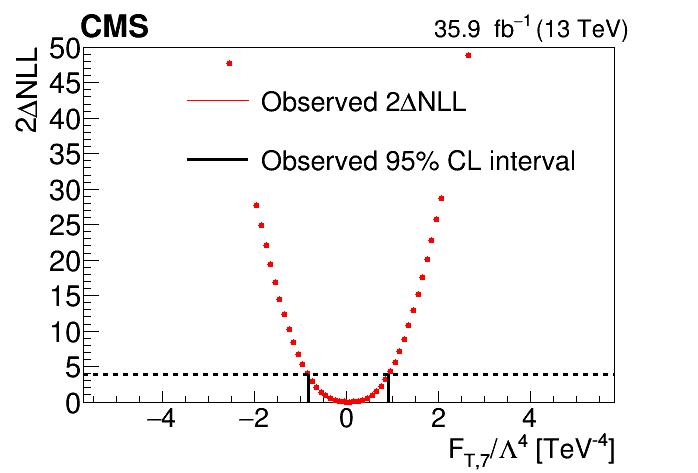 CMS 35.9 fb⁻¹ (13 TeV)
2ΔNLL
50
45
40
35
30
25
20
15
10
5
0
Observed 2ΔNLL
Observed 95% CL interval
−4 −2 0 2 4
F_{T,7}/Λ⁴ [TeV⁻⁴]